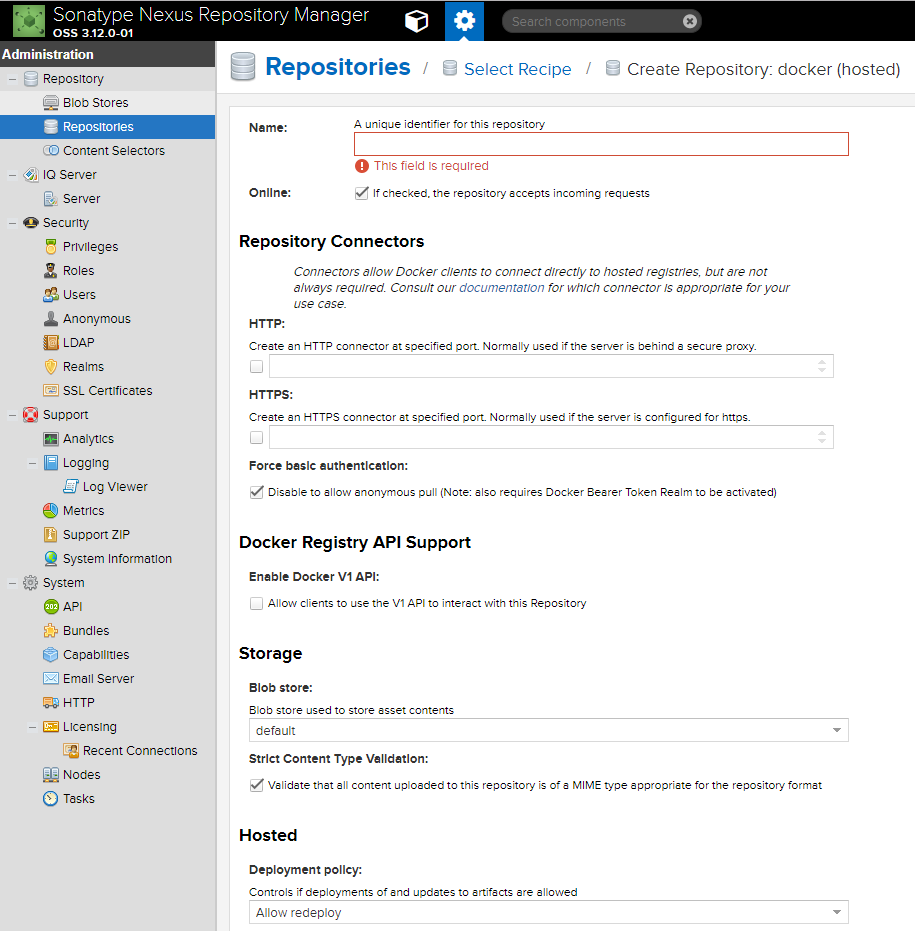 Sonatype Nexus Repository Manager
OSS 3.12.0-01
Search components
Administration
Repository
Blob Stores
Repositories
Content Selectors
IQ Server
Server
Security
Privileges
Roles
Users
Anonymous
LDAP
Realms
SSL Certificates
Support
Analytics
Logging
Log Viewer
Metrics
Support ZIP
System Information
System
202
API
Bundles
Capabilities
Email Server
HTTP
Licensing
Recent Connections
Nodes
Tasks
Repositories / Select Recipe / Create Repository: docker (hosted)
Name:
A unique identifier for this repository
This field is required
Online:
If checked, the repository accepts incoming requests
Repository Connectors
Connectors allow Docker clients to connect directly to hosted registries, but are not
always required. Consult our documentation for which connector is appropriate for your
use case.
HTTP:
Create an HTTP connector at specified port. Normally used if the server is behind a secure proxy.
HTTPS:
Create an HTTPS connector at specified port. Normally used if the server is configured for https.
Force basic authentication:
Disable to allow anonymous pull (Note: also requires Docker Bearer Token Realm to be activated)
Docker Registry API Support
Enable Docker V1 API:
Allow clients to use the V1 API to interact with this Repository
Storage
Blob store:
Blob store used to store asset contents
default
Strict Content Type Validation:
Validate that all content uploaded to this repository is of a MIME type appropriate for the repository format
Hosted
Deployment policy:
Controls if deployments of and updates to artifacts are allowed
Allow redeploy